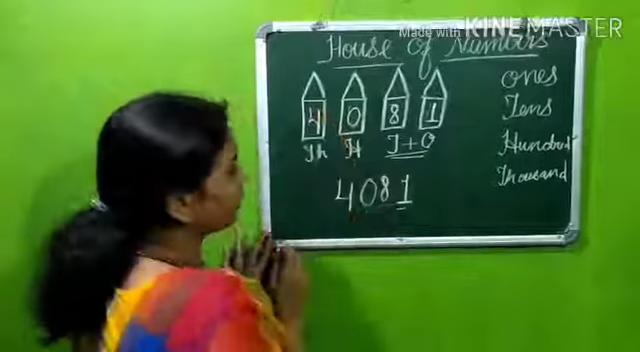 Made with KINEMASTER
House of Numbers
ones
Tens
Hundred
Thousand
4 0 8 1
Th H T+O
4081